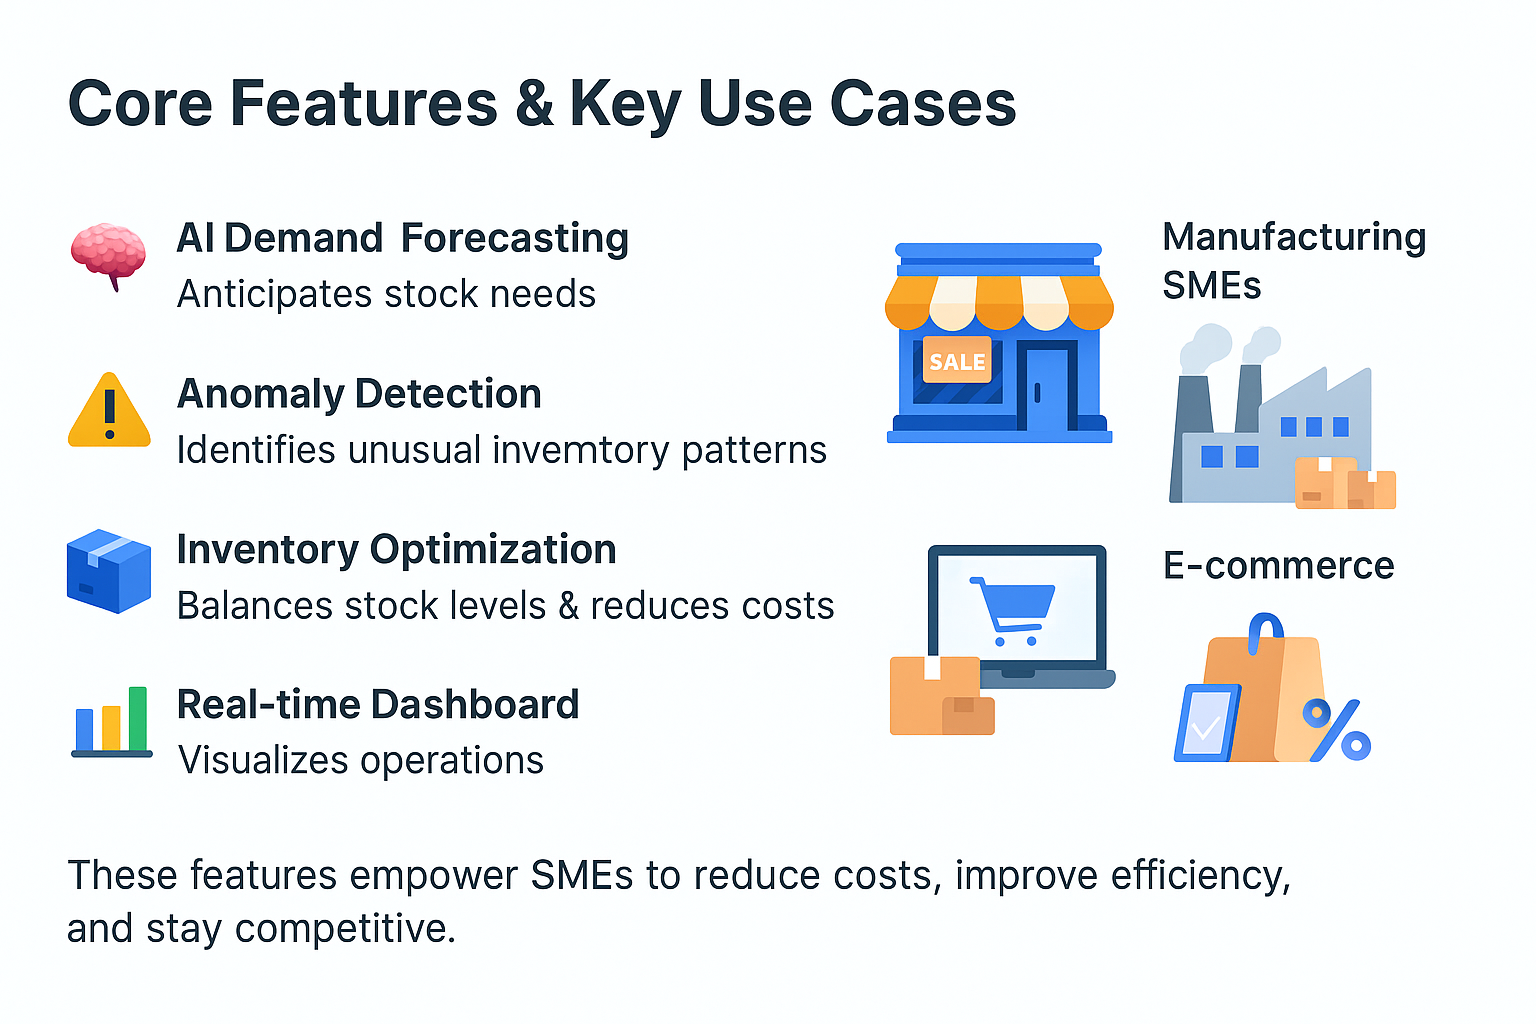 Core Features & Key Use Cases
AI Demand Forecasting
Anticipates stock needs
Anomaly Detection
Identifies unusual invemtory patterns
Inventory Optimization
Balances stock levels & reduces costs
Real-time Dashboard
Visualizes operations
SALE
Manufacturing
SMEs
E-commerce
%
These features empower SMEs to reduce costs, improve efficiency,
and stay competitive.